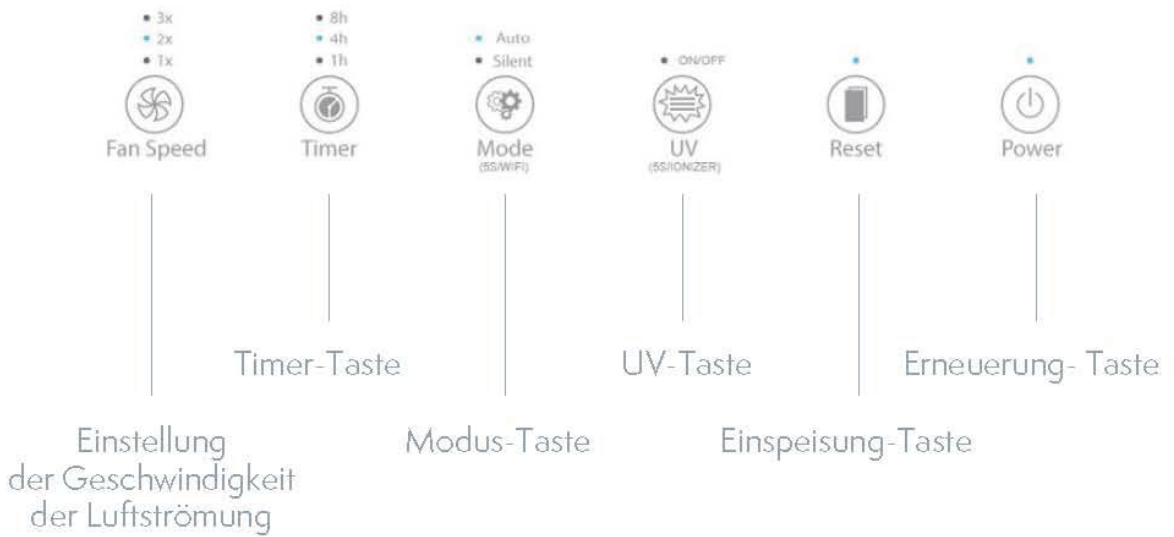 3x
2x
1x
Fan Speed
8h
4h
1h
Timer
Auto
Silent
Mode
(5S/WIFI)
ON/OFF
UV
(5S/IONIZER)
Reset
Power
Timer-Taste
UV-Taste
Erneuerung- Taste
Einstellung
der Geschwindigkeit
der Luftströmung
Modus-Taste
Einspeisung-Taste